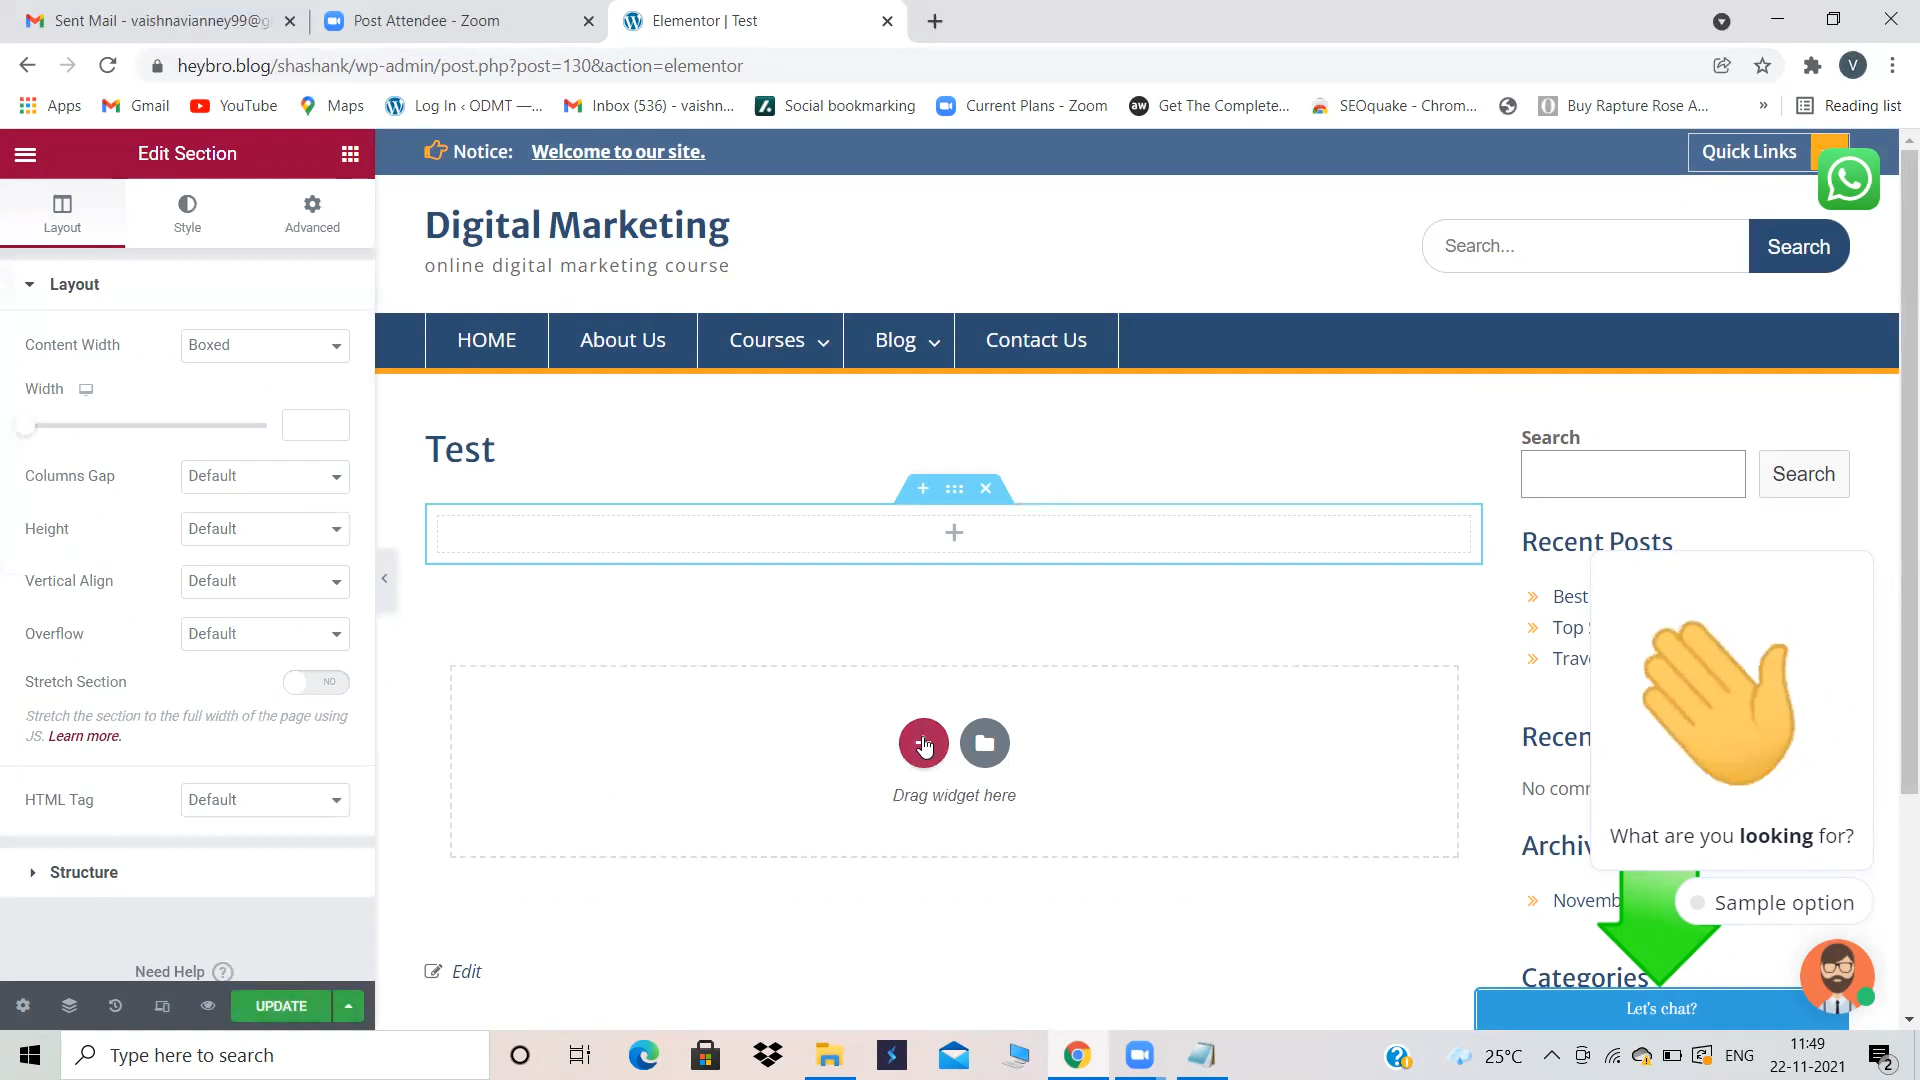 Sent Mail - vaishnavianney99@g
Post Attendee - Zoom
Elementor | Test
heybro.blog/shashank/wp-admin/post.php?post=130&action=elementor
V
Apps
Gmail
YouTube
Maps
Log In ‹ ODMT —...
Inbox (536) - vaishn...
Social bookmarking
Current Plans - Zoom
aw
Get The Complete...
SEOquake - Chrom...
Buy Rapture Rose A...
»
Reading list
Edit Section
Layout
Style
Advanced
Layout
Content Width
Boxed
Width
Columns Gap
Default
Height
Default
Vertical Align
Default
Overflow
Default
Stretch Section
NO
Stretch the section to the full width of the page using
JS. Learn more.
HTML Tag
Default
Structure
Need Help ?
UPDATE
Notice: Welcome to our site.
Quick Links
Digital Marketing
online digital marketing course
Search...
Search
HOME
About Us
Courses
Blog
Contact Us
Test
Drag widget here
Edit
Search
Search
Recent Posts
Best
Top
Recen
No comm
Archiv
Novemb
Categories
What are you looking for?
Sample option
Let's chat?
Type here to search
25°C
ENG
11:49
22-11-2021
2